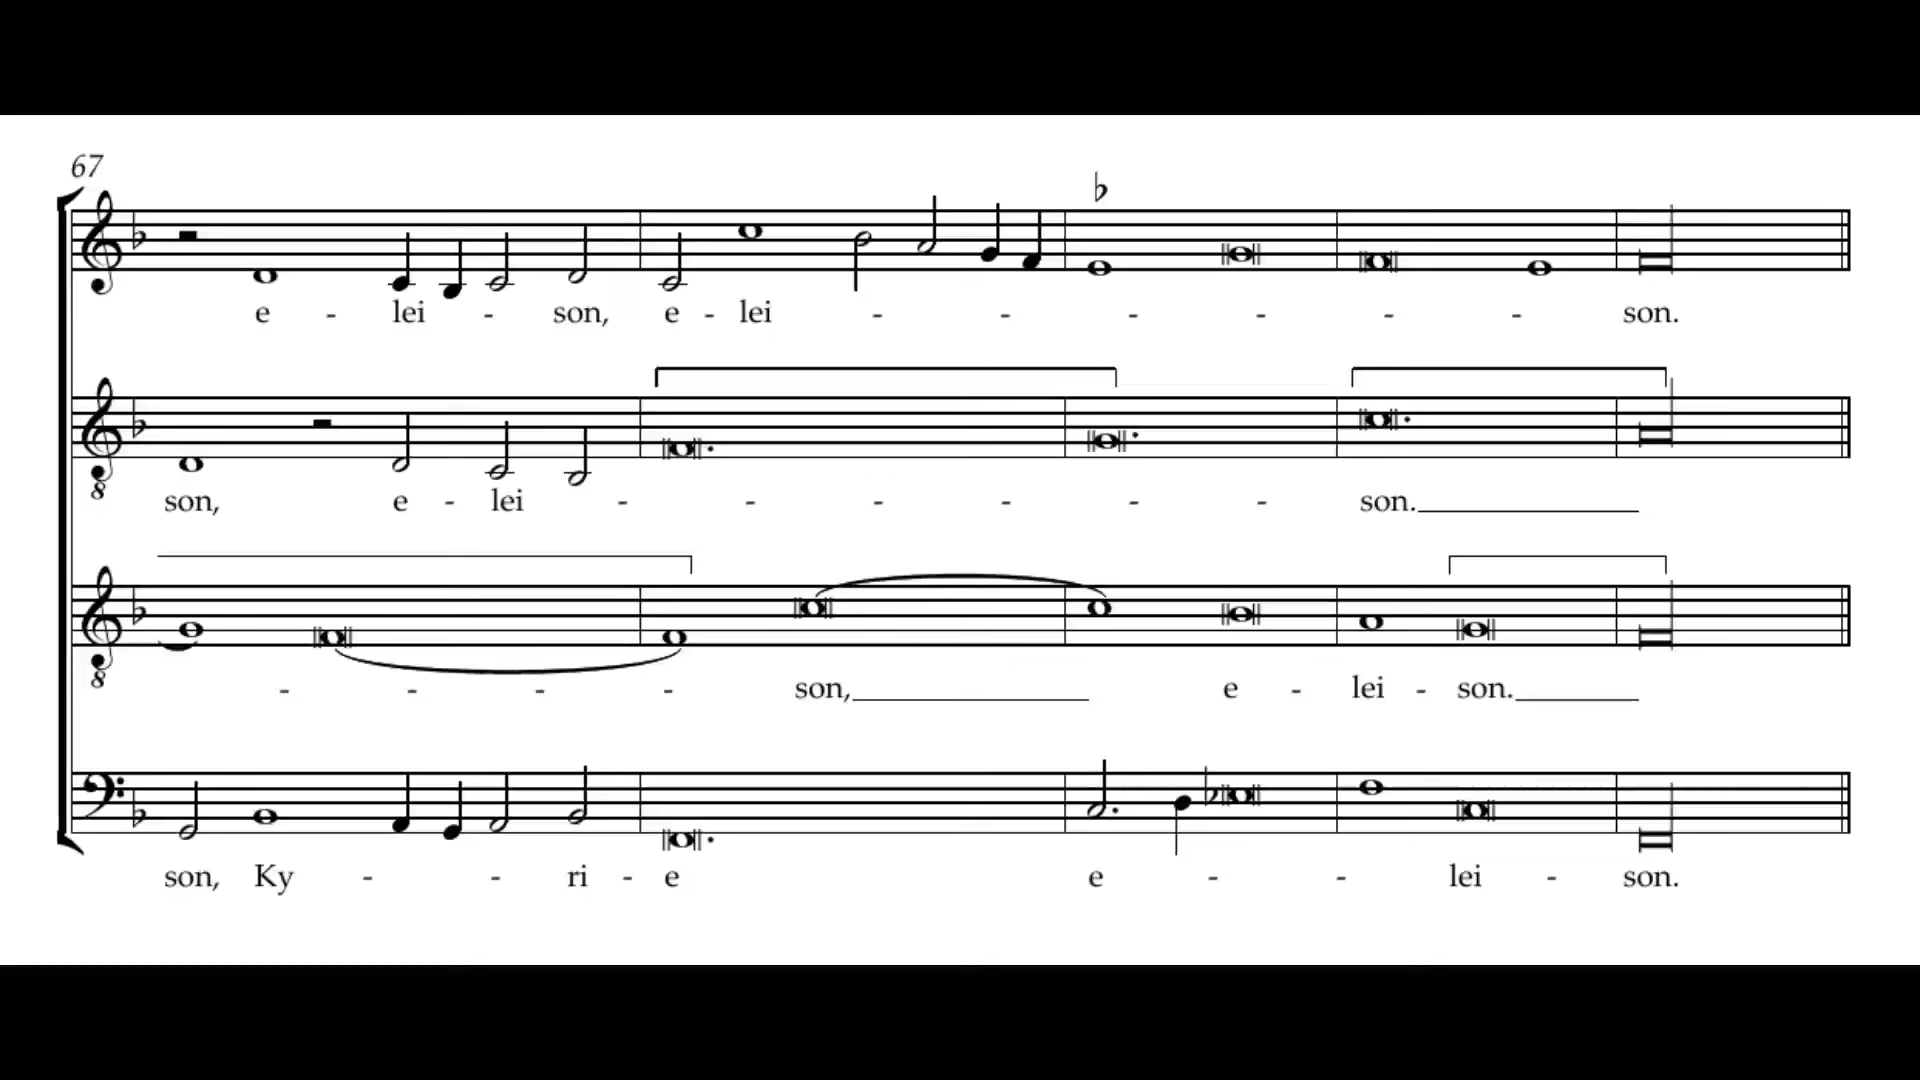 67
e - lei - son, e - lei - - - - - - son.
son, e - lei - - - - - - son.
- - - - son, e - lei - son.
son, Ky - - ri - e e - - lei - son.